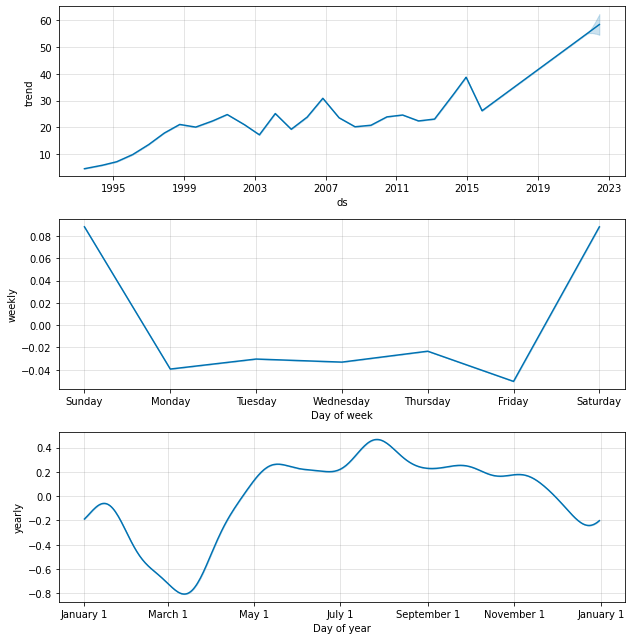 60
50
40
30
20
10
trend
1995 1999 2003 2007 2011 2015 2019 2023
ds
0.08
0.06
0.04
0.02
0.00
−0.02
−0.04
weekly
Sunday Monday Tuesday Wednesday Thursday Friday Saturday
Day of week
0.4
0.2
0.0
−0.2
−0.4
−0.6
−0.8
yearly
January 1 March 1 May 1 July 1 September 1 November 1 January 1
Day of year